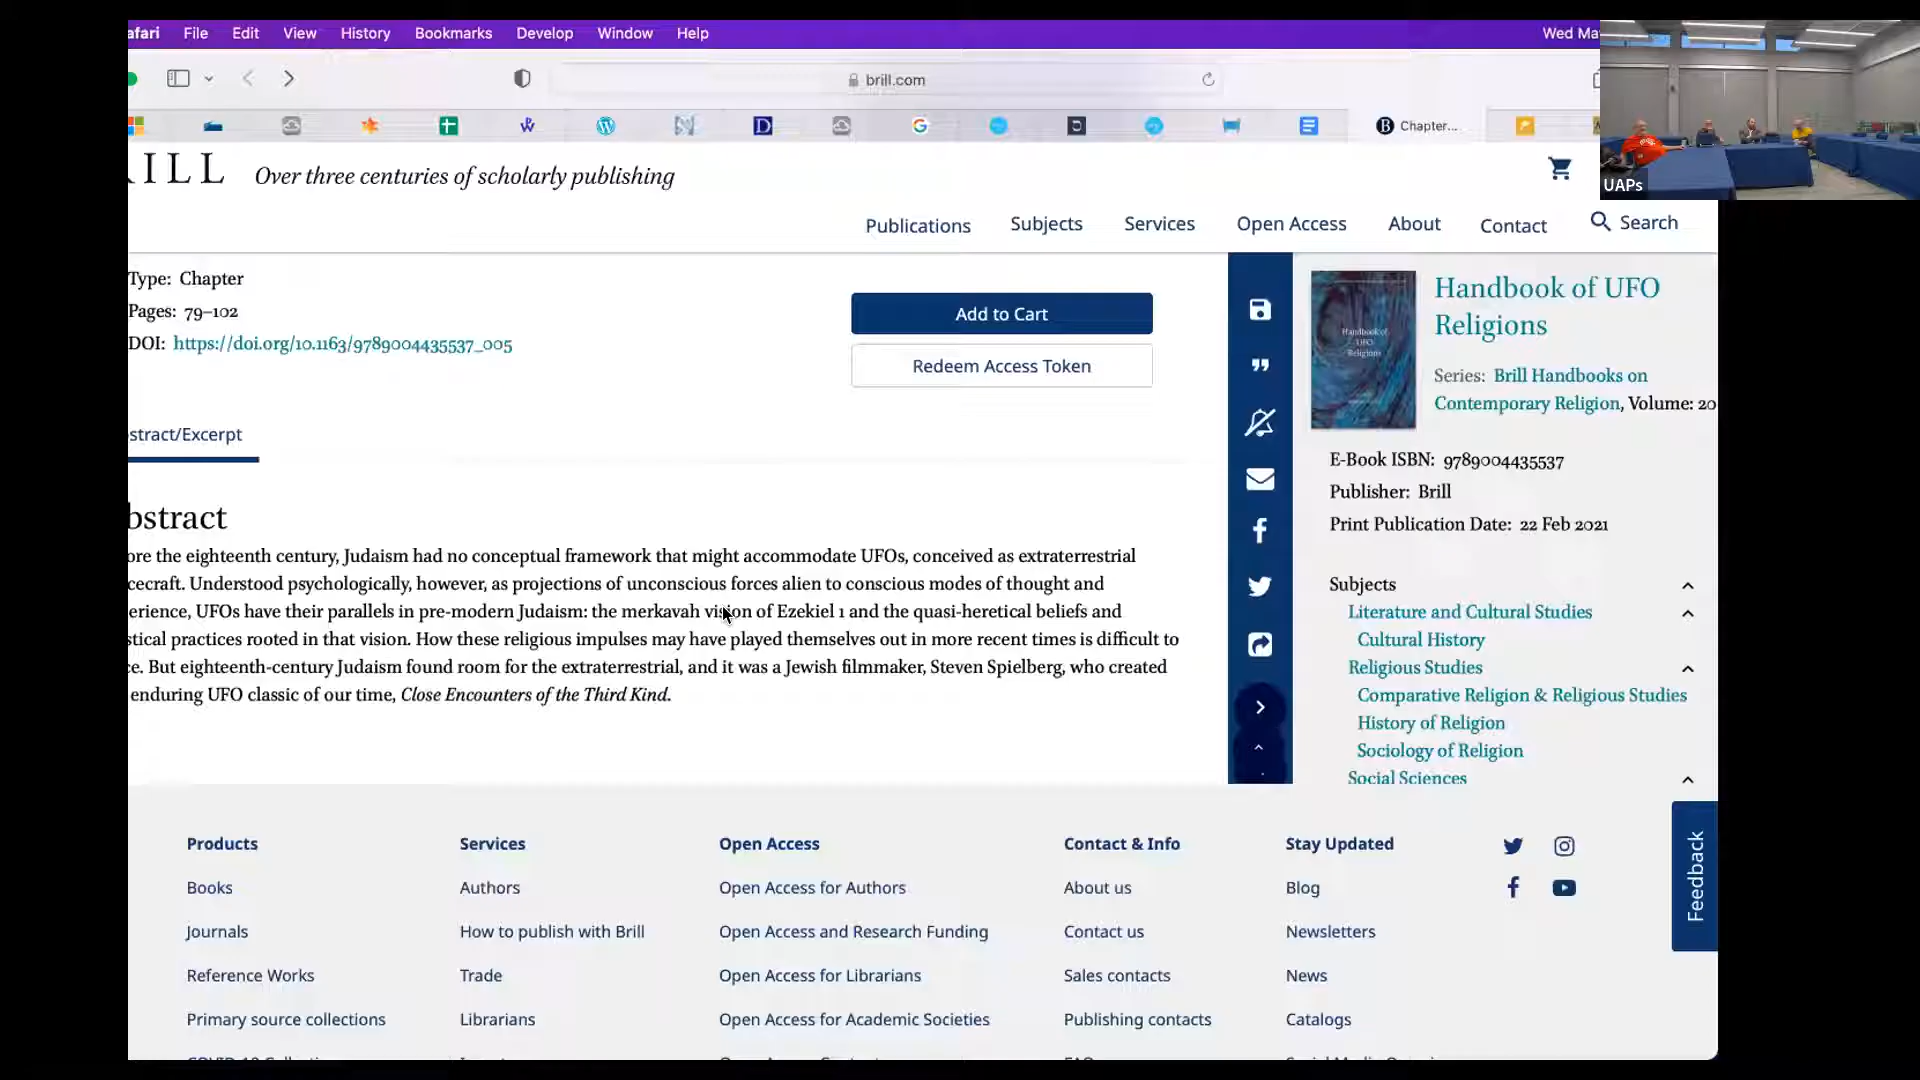 afari File Edit View History Bookmarks Develop Window Help Wed Ma
brill.com
Chapter...
UAPs
RILL Over three centuries of scholarly publishing
Publications Subjects Services Open Access About Contact Search
Type: Chapter
Pages: 79–102
DOI: https://doi.org/10.1163/9789004435537_005
Add to Cart
Redeem Access Token
stract/Excerpt
bstract
ore the eighteenth century, Judaism had no conceptual framework that might accommodate UFOs, conceived as extraterrestrial
cecraft. Understood psychologically, however, as projections of unconscious forces alien to conscious modes of thought and
perience, UFOs have their parallels in pre-modern Judaism: the merkavah vision of Ezekiel 1 and the quasi-heretical beliefs and
stical practices rooted in that vision. How these religious impulses may have played themselves out in more recent times is difficult to
ce. But eighteenth-century Judaism found room for the extraterrestrial, and it was a Jewish filmmaker, Steven Spielberg, who created
enduring UFO classic of our time, Close Encounters of the Third Kind.
Handbook of
UFO
Religions
Handbook of UFO
Religions
Series: Brill Handbooks on
Contemporary Religion, Volume: 20
E-Book ISBN: 9789004435537
Publisher: Brill
Print Publication Date: 22 Feb 2021
Subjects
Literature and Cultural Studies
Cultural History
Religious Studies
Comparative Religion & Religious Studies
History of Religion
Sociology of Religion
Social Sciences
Feedback
Products
Books
Journals
Reference Works
Primary source collections
Services
Authors
How to publish with Brill
Trade
Librarians
Open Access
Open Access for Authors
Open Access and Research Funding
Open Access for Librarians
Open Access for Academic Societies
Contact & Info
About us
Contact us
Sales contacts
Publishing contacts
Stay Updated
Blog
Newsletters
News
Catalogs